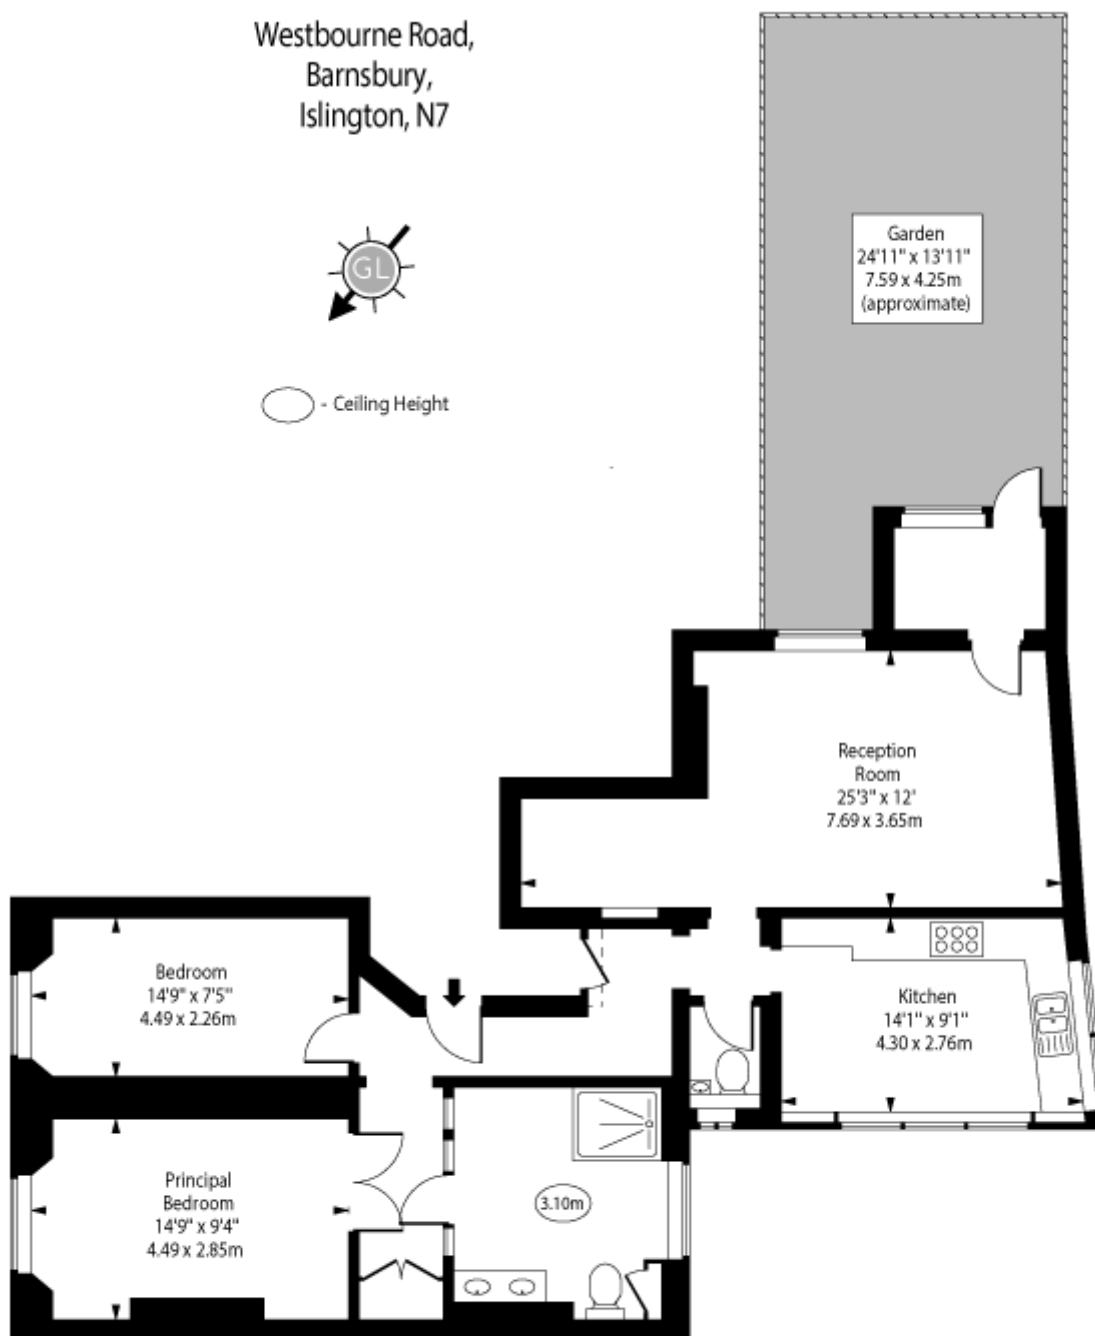 Westbourne Road,
Barnsbury,
Islington, N7
GL
- Ceiling Height
Garden
24'11" x 13'11"
7.59 x 4.25m
(approximate)
Reception
Room
25'3" x 12'
7.69 x 3.65m
Bedroom
14'9" x 7'5"
4.49 x 2.26m
Kitchen
14'1" x 9'1"
4.30 x 2.76m
Principal
Bedroom
14'9" x 9'4"
4.49 x 2.85m
3.10m